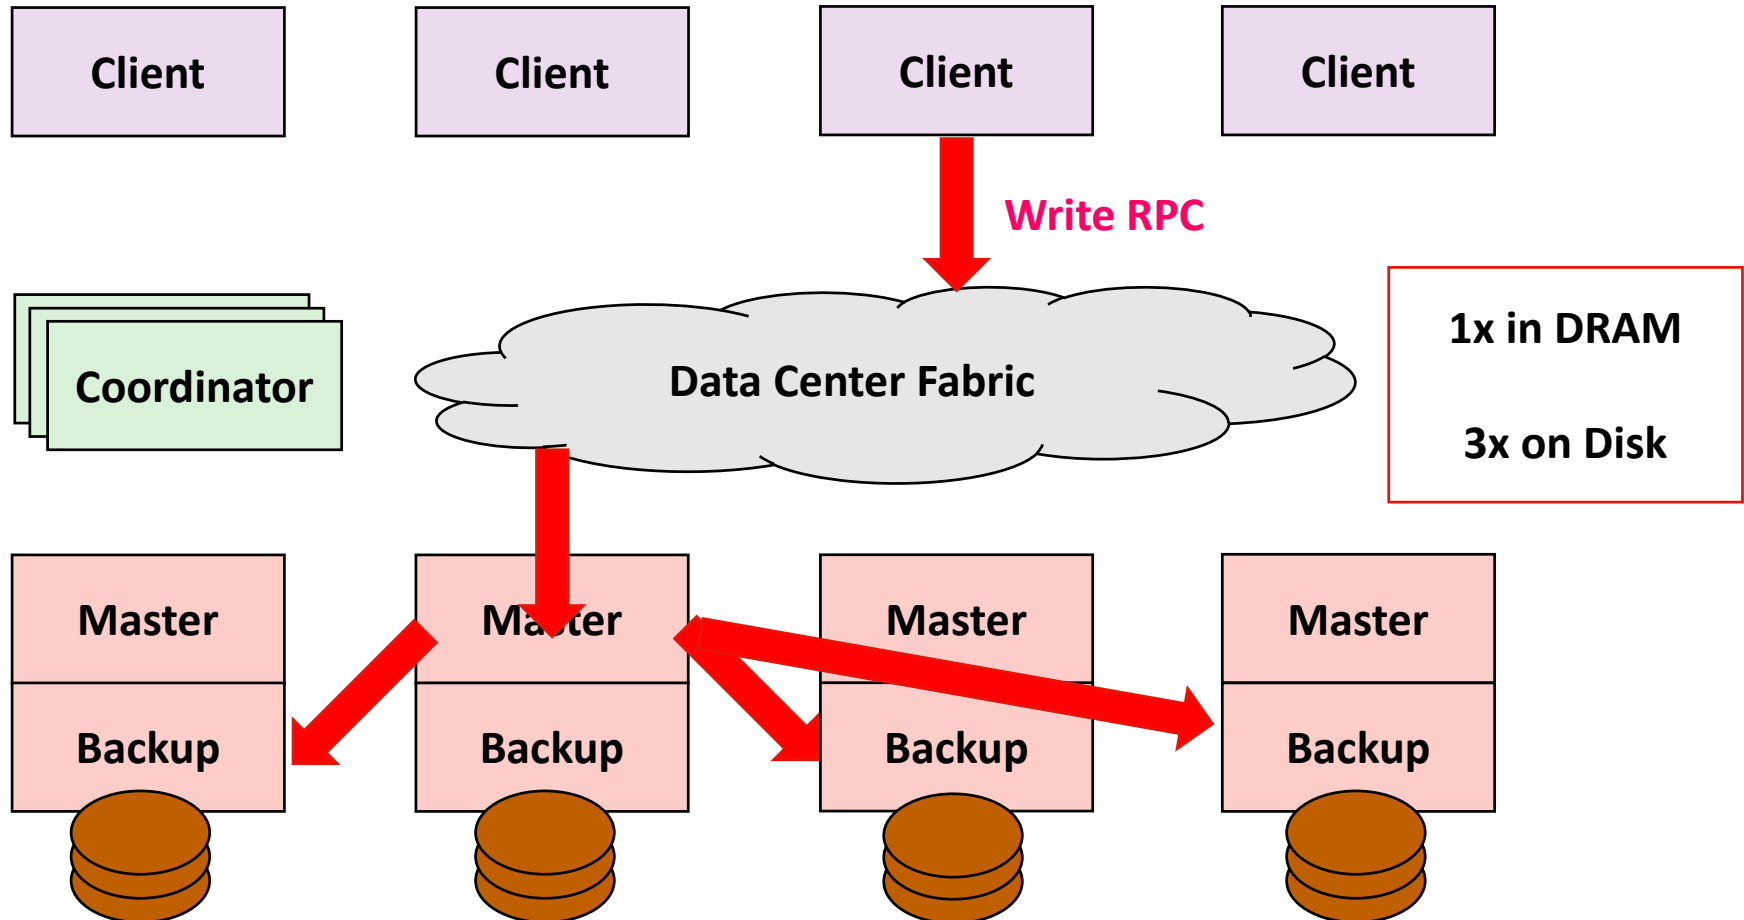 Client
Client
Client
Client
Write RPC
Coordinator
Data Center Fabric
1x in DRAM
3x on Disk
Master
Master
Master
Master
Backup
Backup
Backup
Backup